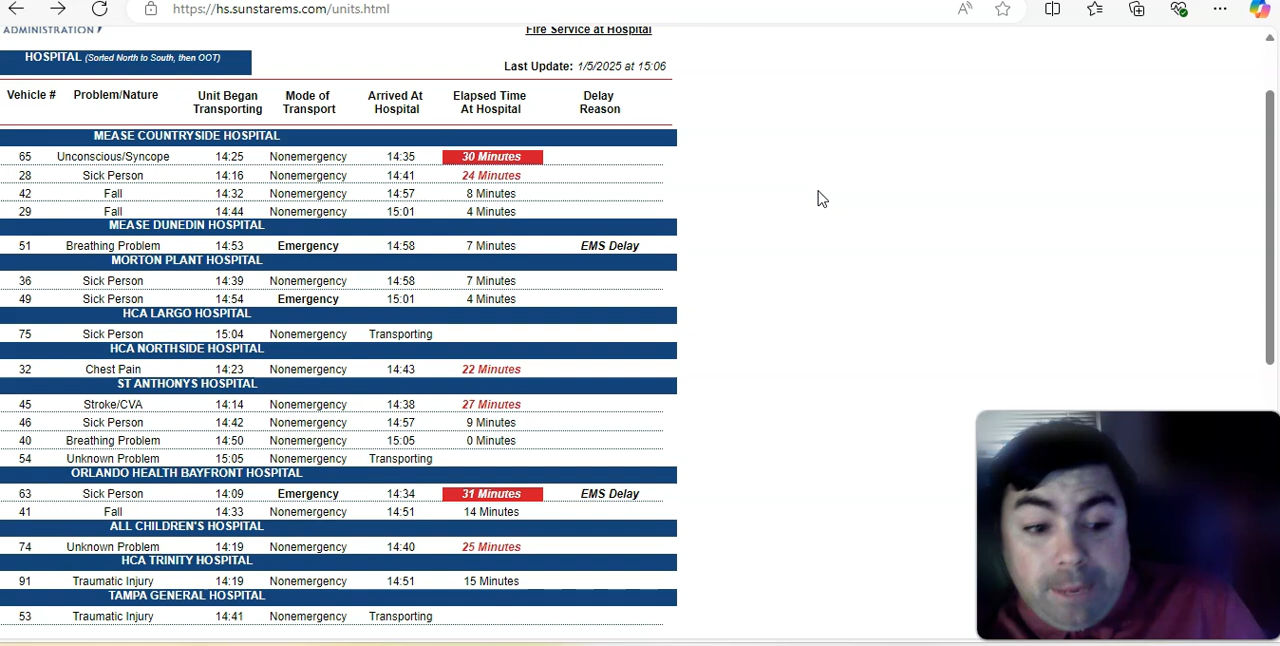 https://hs.sunstarems.com/units.html
ADMINISTRATION
Fire Service at Hospital
HOSPITAL (Sorted North to South, then OOT)
Last Update: 1/5/2025 at 15:06
Vehicle # Problem/Nature Unit Began Transporting Mode of Transport Arrived At Hospital Elapsed Time At Hospital Delay Reason
MEASE COUNTRYSIDE HOSPITAL
65 Unconscious/Syncope 14:25 Nonemergency 14:35 30 Minutes
28 Sick Person 14:16 Nonemergency 14:41 24 Minutes
42 Fall 14:32 Nonemergency 14:57 8 Minutes
29 Fall 14:44 Nonemergency 15:01 4 Minutes
MEASE DUNEDIN HOSPITAL
51 Breathing Problem 14:53 Emergency 14:58 7 Minutes EMS Delay
MORTON PLANT HOSPITAL
36 Sick Person 14:39 Nonemergency 14:58 7 Minutes
49 Sick Person 14:54 Emergency 15:01 4 Minutes
HCA LARGO HOSPITAL
75 Sick Person 15:04 Nonemergency Transporting
HCA NORTHSIDE HOSPITAL
32 Chest Pain 14:23 Nonemergency 14:43 22 Minutes
ST ANTHONYS HOSPITAL
45 Stroke/CVA 14:14 Nonemergency 14:38 27 Minutes
46 Sick Person 14:42 Nonemergency 14:57 9 Minutes
40 Breathing Problem 14:50 Nonemergency 15:05 0 Minutes
54 Unknown Problem 15:05 Nonemergency Transporting
ORLANDO HEALTH BAYFRONT HOSPITAL
63 Sick Person 14:09 Emergency 14:34 31 Minutes EMS Delay
41 Fall 14:33 Nonemergency 14:51 14 Minutes
ALL CHILDREN'S HOSPITAL
74 Unknown Problem 14:19 Nonemergency 14:40 25 Minutes
HCA TRINITY HOSPITAL
91 Traumatic Injury 14:19 Nonemergency 14:51 15 Minutes
TAMPA GENERAL HOSPITAL
53 Traumatic Injury 14:41 Nonemergency Transporting